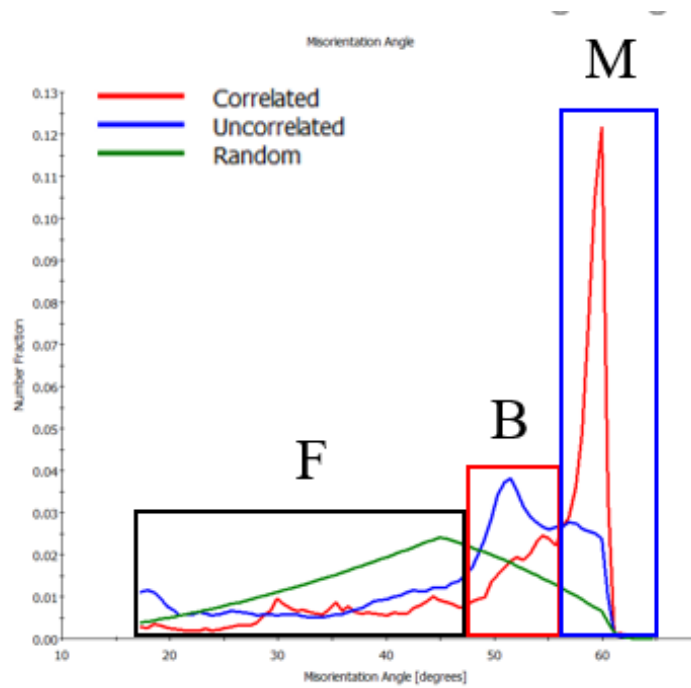 Misorientation Angle
M
Correlated
Uncorrelated
Random
B
F
Number Fraction
0.13
0.12
0.11
0.10
0.09
0.08
0.07
0.06
0.05
0.04
0.03
0.02
0.01
0.00
10 20 30 40 50 60
Misorientation Angle [degrees]